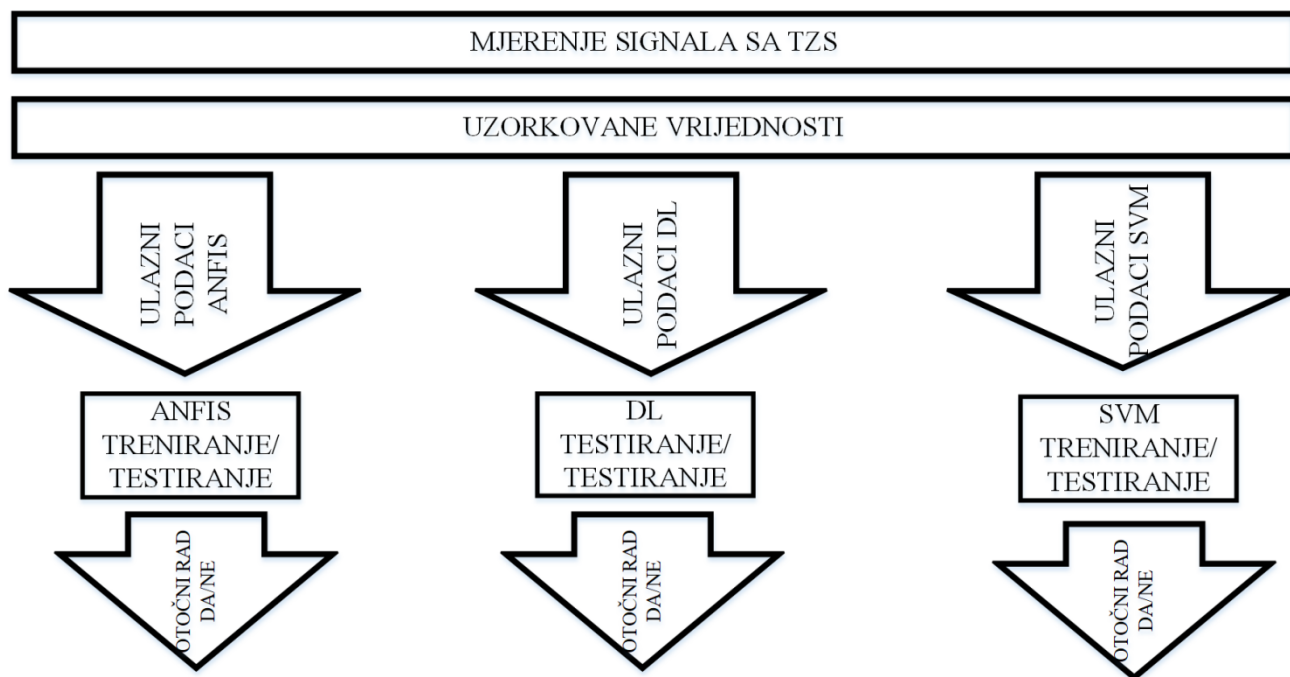 MJERENJE SIGNALA SA TZS
UZORKOVANE VRIJEDNOSTI
ULAZNI
PODACI
ANFIS
ULAZNI
PODACI DL
ULAZNI
PODACI SVM
ANFIS
TRENIRANJE/
TESTIRANJE
DL
TESTIRANJE/
TESTIRANJE
SVM
TRENIRANJE/
TESTIRANJE
OTOČNI RAD
DA/NE
OTOČNI RAD
DA/NE
OTOČNI RAD
DA/NE